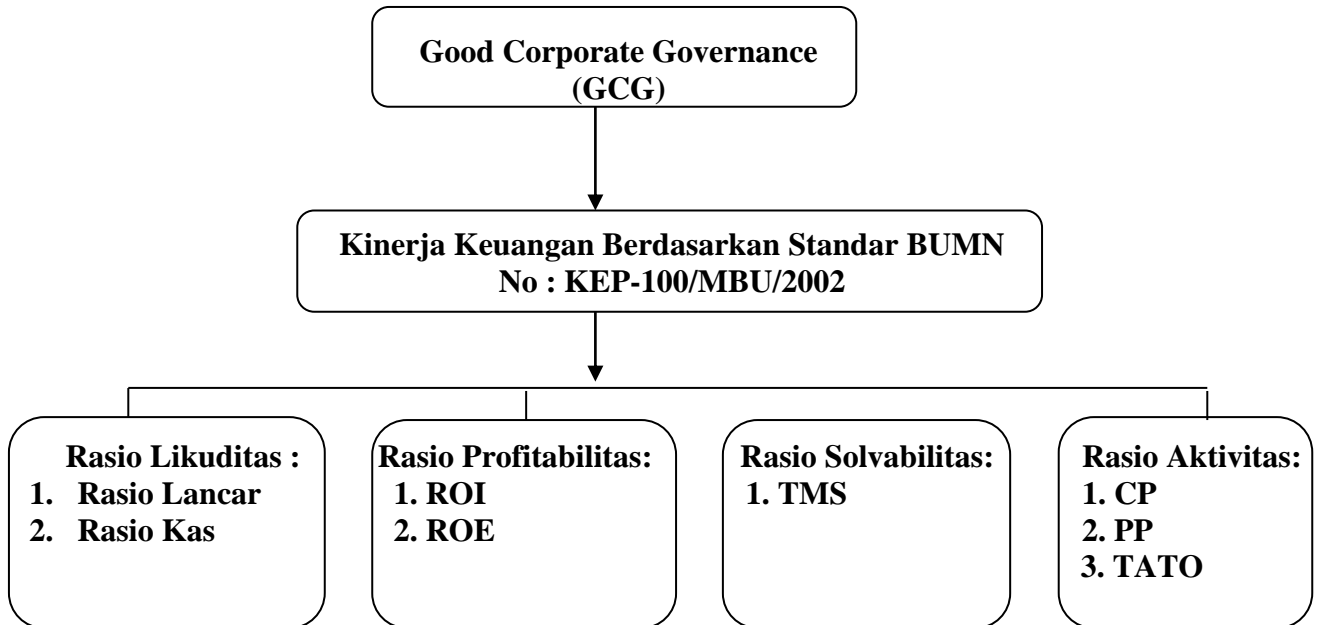 Good Corporate Governance
(GCG)
Kinerja Keuangan Berdasarkan Standar BUMN
No : KEP-100/MBU/2002
Rasio Likuditas :
1. Rasio Lancar
2. Rasio Kas
Rasio Profitabilitas:
1. ROI
2. ROE
Rasio Solvabilitas:
1. TMS
Rasio Aktivitas:
1. CP
2. PP
3. TATO